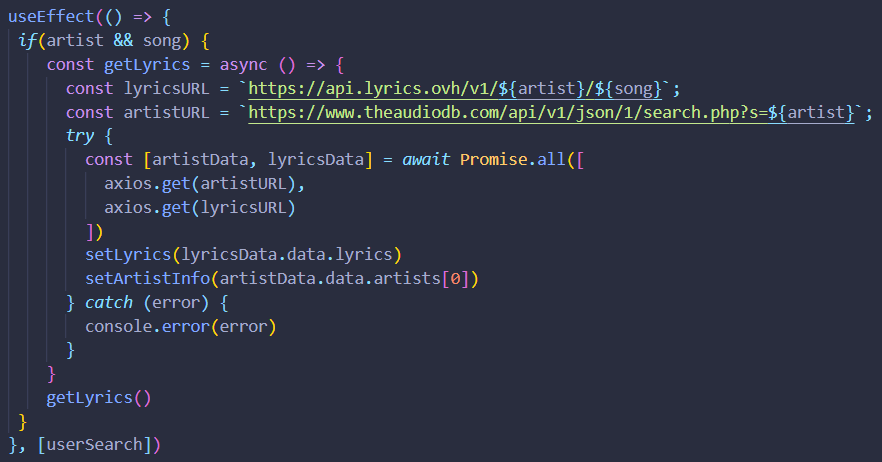 useEffect(() => {
if(artist && song) {
const getLyrics = async () => {
const lyricsURL = `https://api.lyrics.ovh/v1/${artist}/${song}`;
const artistURL = `https://www.theaudiodb.com/api/v1/json/1/search.php?s=${artist}`;
try {
const [artistData, lyricsData] = await Promise.all([
axios.get(artistURL),
axios.get(lyricsURL)
])
setLyrics(lyricsData.data.lyrics)
setArtistInfo(artistData.data.artists[0])
} catch (error) {
console.error(error)
}
}
getLyrics()
}
}, [userSearch])